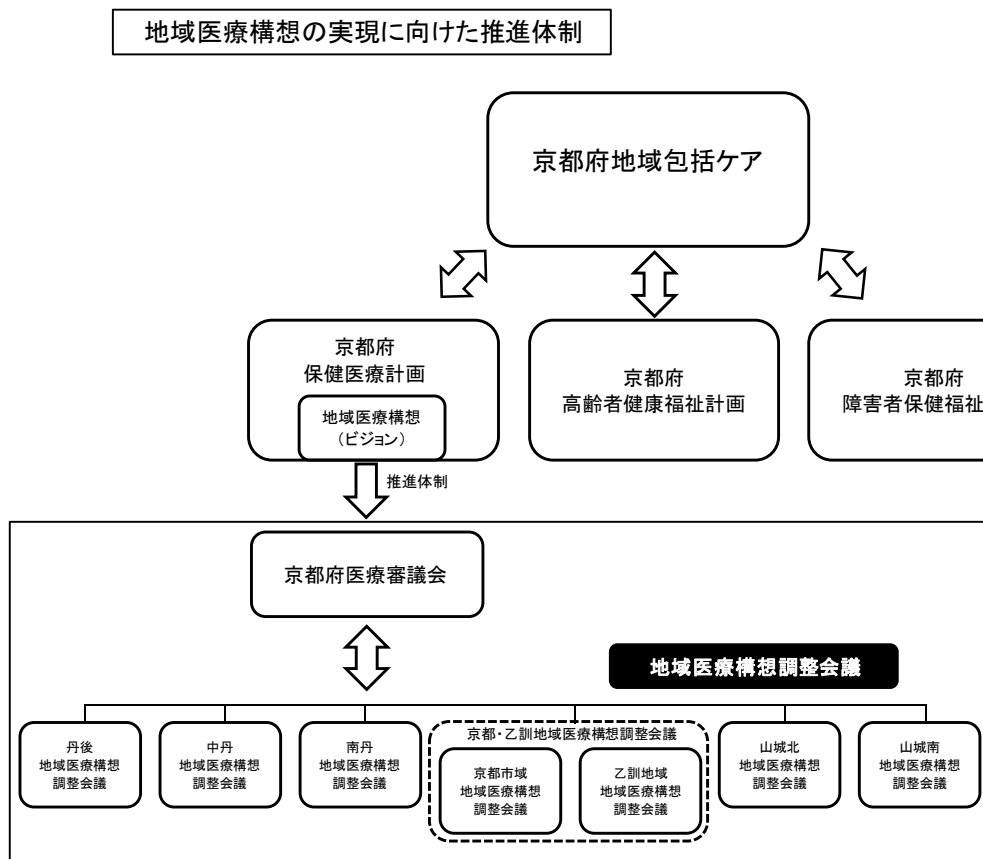 地域医療構想の実現に向けた推進体制
京都府地域包括ケア
京都府
保健医療計画
地域医療構想
（ビジョン）
京都府
高齢者健康福祉計画
京都府
障害者保健福祉
推進体制
京都府医療審議会
地域医療構想調整会議
丹後
地域医療構想
調整会議
中丹
地域医療構想
調整会議
南丹
地域医療構想
調整会議
京都・乙訓地域医療構想調整会議
京都市域
地域医療構想
調整会議
乙訓地域
地域医療構想
調整会議
山城北
地域医療構想
調整会議
山城南
地域医療構想
調整会議